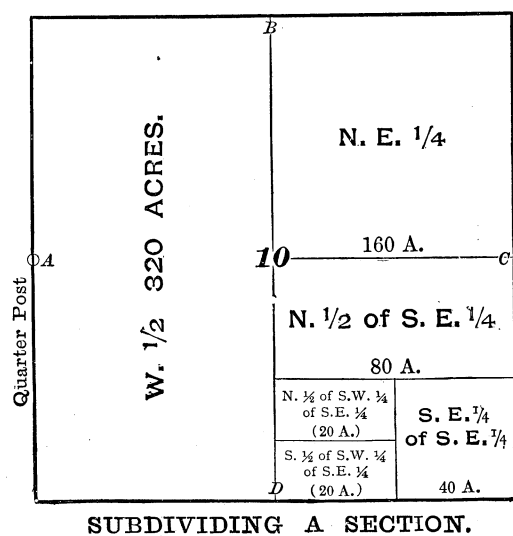 B
N. E. 1/4
W. 1/2 320 ACRES.
160 A.
A
10
C
Quarter Post
N. 1/2 of S. E. 1/4
80 A.
N. ½ of S.W. ¼
of S.E. ¼
(20 A.)
S. E. 1/4
of S. E. 1/4
S. ½ of S.W. ¼
of S.E. ¼
(20 A.)
40 A.
D
SUBDIVIDING A SECTION.